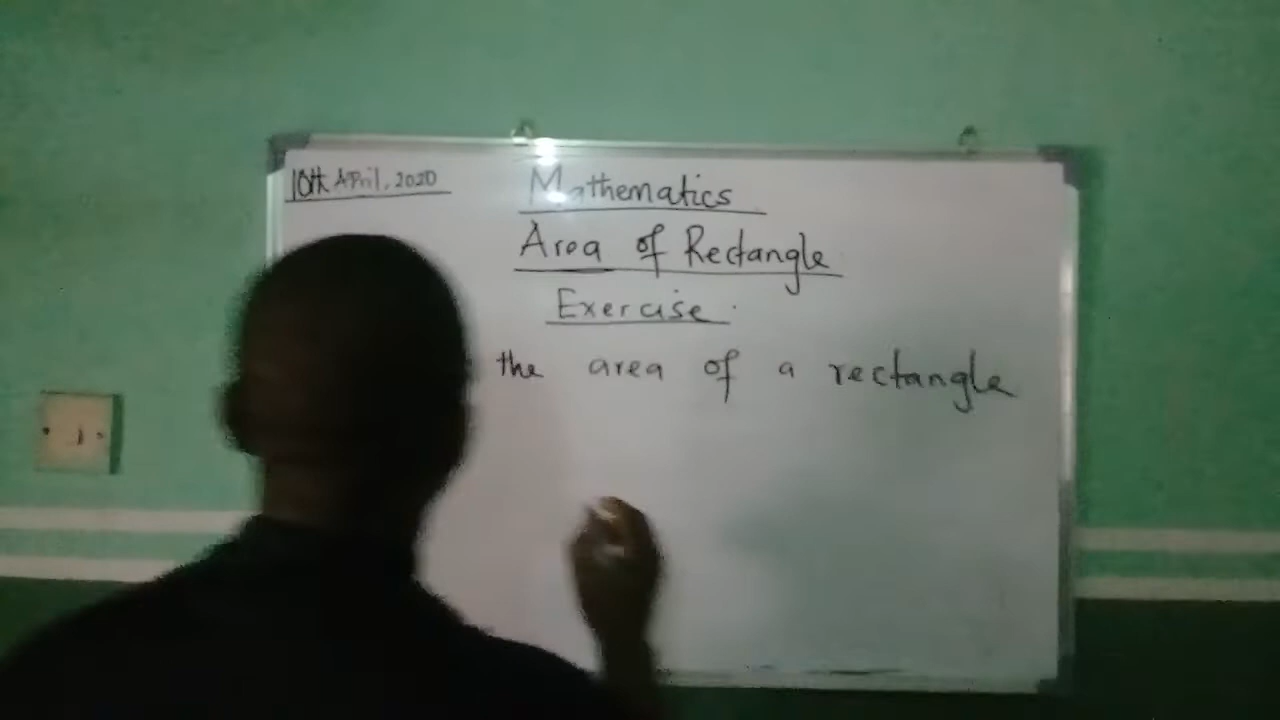 10th April, 2020
Mathematics
Area of Rectangle
Exercise
the area of a rectangle